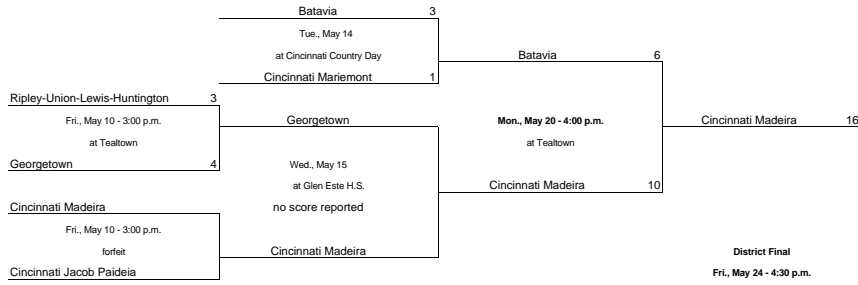 Batavia 3
Tue., May 14
at Cincinnati Country Day
Batavia 6
Cincinnati Mariemont 1
Ripley-Union-Lewis-Huntington 3
Fri., May 10 - 3:00 p.m.
Georgetown
Mon., May 20 - 4:00 p.m.
Cincinnati Madeira 16
at Tealtown
at Tealtown
Georgetown 4
Wed., May 15
at Glen Este H.S.
Cincinnati Madeira 10
Cincinnati Madeira
no score reported
Fri., May 10 - 3:00 p.m.
forfeit
Cincinnati Madeira
District Final
Cincinnati Jacob Paideia
Fri., May 24 - 4:30 p.m.